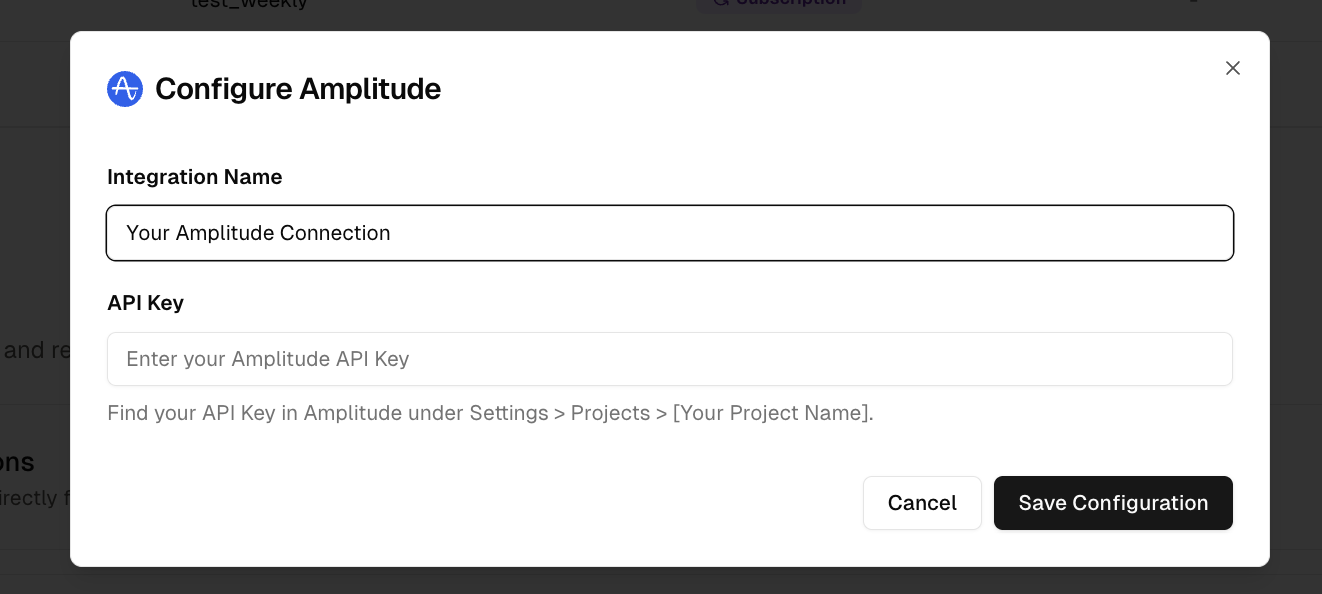 test_weekly
Subscription
Configure Amplitude
Integration Name
Your Amplitude Connection
API Key
and re
Enter your Amplitude API Key
Find your API Key in Amplitude under Settings > Projects > [Your Project Name].
ons
irectly f
Cancel
Save Configuration